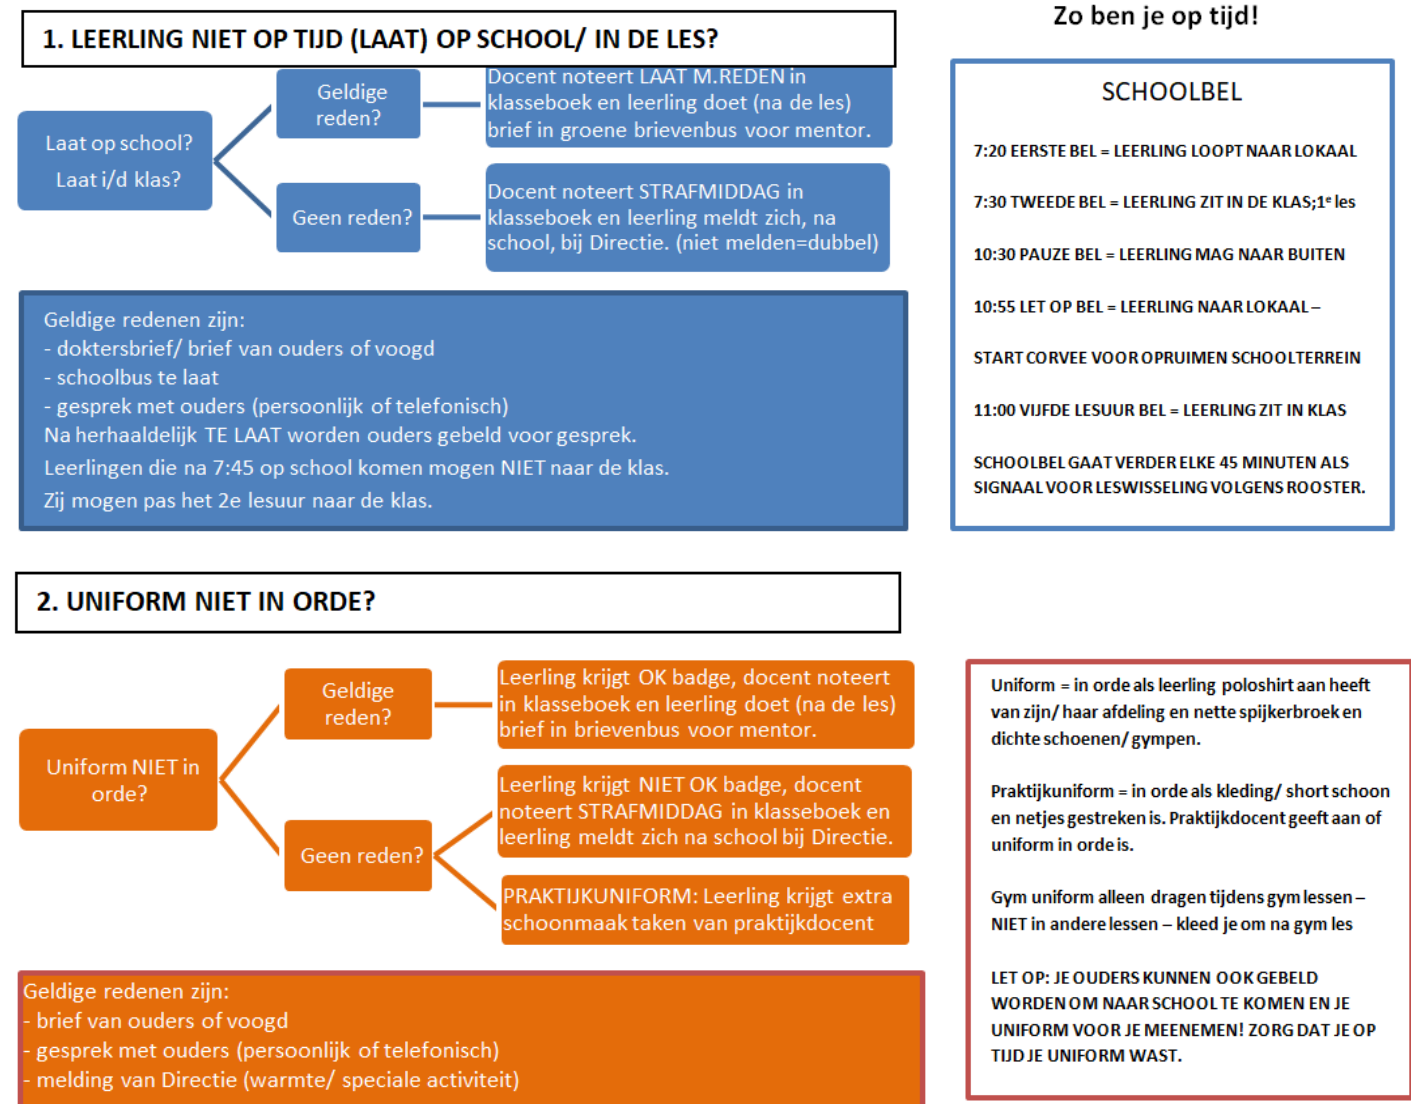 Zo ben je op tijd!
1. LEERLING NIET OP TIJD (LAAT) OP SCHOOL/ IN DE LES?
Laat op school?
Laat i/d klas?
Geldige
reden?
Docent noteert LAAT M.REDEN in
klasseboek en leerling doet (na de les)
brief in groene brievenbus voor mentor.
Geen reden?
Docent noteert STRAFMIDDAG in
klasseboek en leerling meldt zich, na
school, bij Directie. (niet melden=dubbel)
Geldige redenen zijn:
- doktersbrief/ brief van ouders of voogd
- schoolbus te laat
- gesprek met ouders (persoonlijk of telefonisch)
Na herhaaldelijk TE LAAT worden ouders gebeld voor gesprek.
Leerlingen die na 7:45 op school komen mogen NIET naar de klas.
Zij mogen pas het 2e lesuur naar de klas.
SCHOOLBEL
7:20 EERSTE BEL = LEERLING LOOPT NAAR LOKAAL
7:30 TWEEDE BEL = LEERLING ZIT IN DE KLAS;1e les
10:30 PAUZE BEL = LEERLING MAG NAAR BUITEN
10:55 LET OP BEL = LEERLING NAAR LOKAAL –
START CORVEE VOOR OPRUIMEN SCHOOLTERREIN
11:00 VIJFDE LESUUR BEL = LEERLING ZIT IN KLAS
SCHOOLBEL GAAT VERDER ELKE 45 MINUTEN ALS
SIGNAAL VOOR LESWISSELING VOLGENS ROOSTER.
2. UNIFORM NIET IN ORDE?
Uniform NIET in
orde?
Geldige
reden?
Leerling krijgt OK badge, docent noteert
in klasseboek en leerling doet (na de les)
brief in brievenbus voor mentor.
Geen reden?
Leerling krijgt NIET OK badge, docent
noteert STRAFMIDDAG in klasseboek en
leerling meldt zich na school bij Directie.
PRAKTIJKUNIFORM: Leerling krijgt extra
schoonmaak taken van praktijkdocent
Geldige redenen zijn:
- brief van ouders of voogd
- gesprek met ouders (persoonlijk of telefonisch)
- melding van Directie (warmte/ speciale activiteit)
Uniform = in orde als leerling poloshirt aan heeft
van zijn/ haar afdeling en nette spijkerbroek en
dichte schoenen/ gympen.
Praktijkuniform = in orde als kleding/ short schoon
en netjes gestreken is. Praktijkdocent geeft aan of
uniform in orde is.
Gym uniform alleen dragen tijdens gym lessen –
NIET in andere lessen – kleed je om na gym les
LET OP: JE OUDERS KUNNEN OOK GEBELD
WORDEN OM NAAR SCHOOL TE KOMEN EN JE
UNIFORM VOOR JE MEENEMEN! ZORG DAT JE OP
TIJD JE UNIFORM WAST.